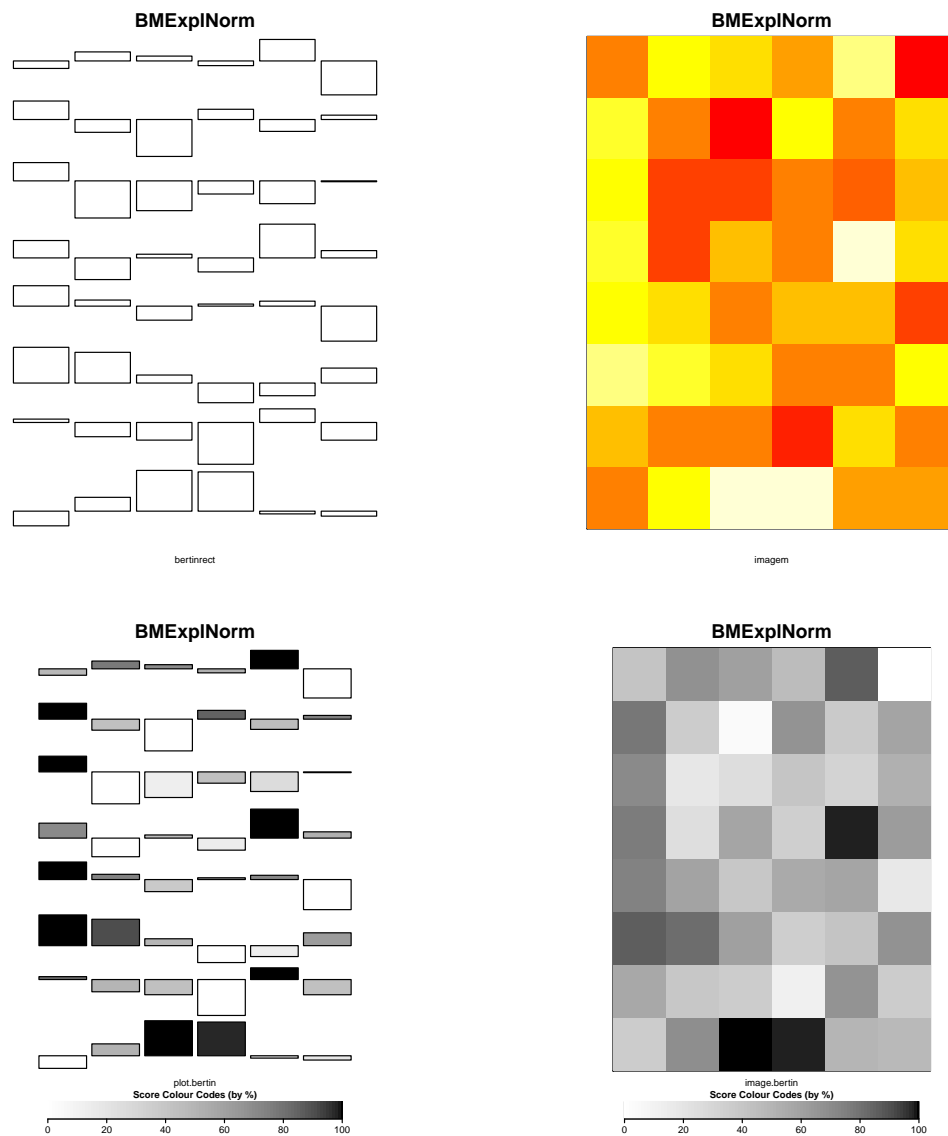 BMExplNorm
bertinrect
BMExplNorm
imagem
BMExplNorm
plot.bertin
Score Colour Codes (by %)
0 20 40 60 80 100
BMExplNorm
image.bertin
Score Colour Codes (by %)
0 20 40 60 80 100